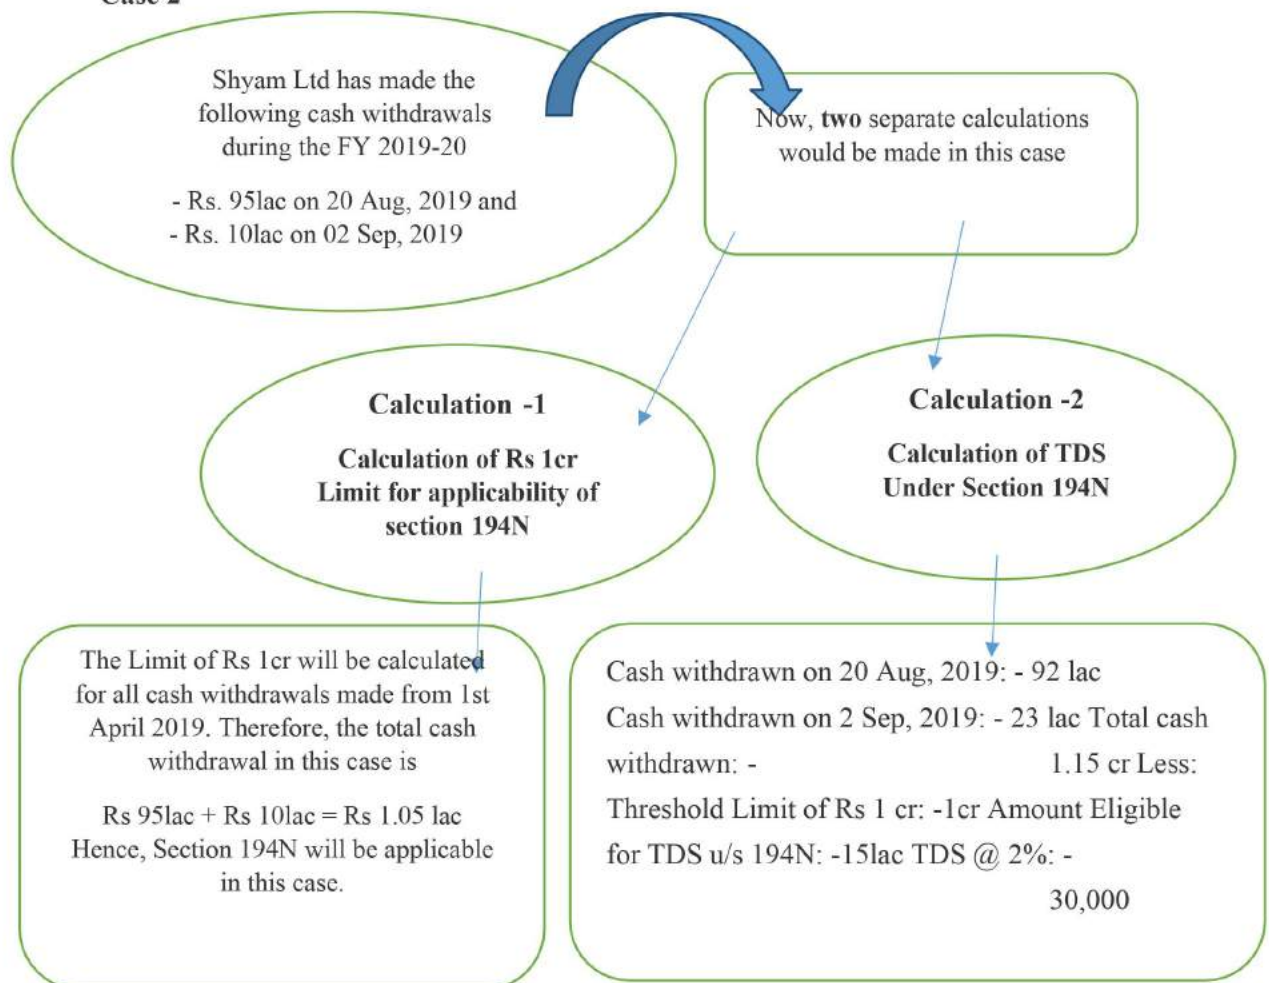 Case 2
Shyam Ltd has made the
following cash withdrawals
during the FY 2019-20
- Rs. 95lac on 20 Aug, 2019 and
- Rs. 10lac on 02 Sep, 2019
Now, two separate calculations
would be made in this case
Calculation -1
Calculation of Rs 1cr
Limit for applicability of
section 194N
Calculation -2
Calculation of TDS
Under Section 194N
The Limit of Rs 1cr will be calculated
for all cash withdrawals made from 1st
April 2019. Therefore, the total cash
withdrawal in this case is
Rs 95lac + Rs 10lac = Rs 1.05 lac
Hence, Section 194N will be applicable
in this case.
Cash withdrawn on 20 Aug, 2019: - 92 lac
Cash withdrawn on 2 Sep, 2019: - 23 lac Total cash
withdrawn: - 1.15 cr Less:
Threshold Limit of Rs 1 cr: -1cr Amount Eligible
for TDS u/s 194N: -15lac TDS @ 2%: -
30,000